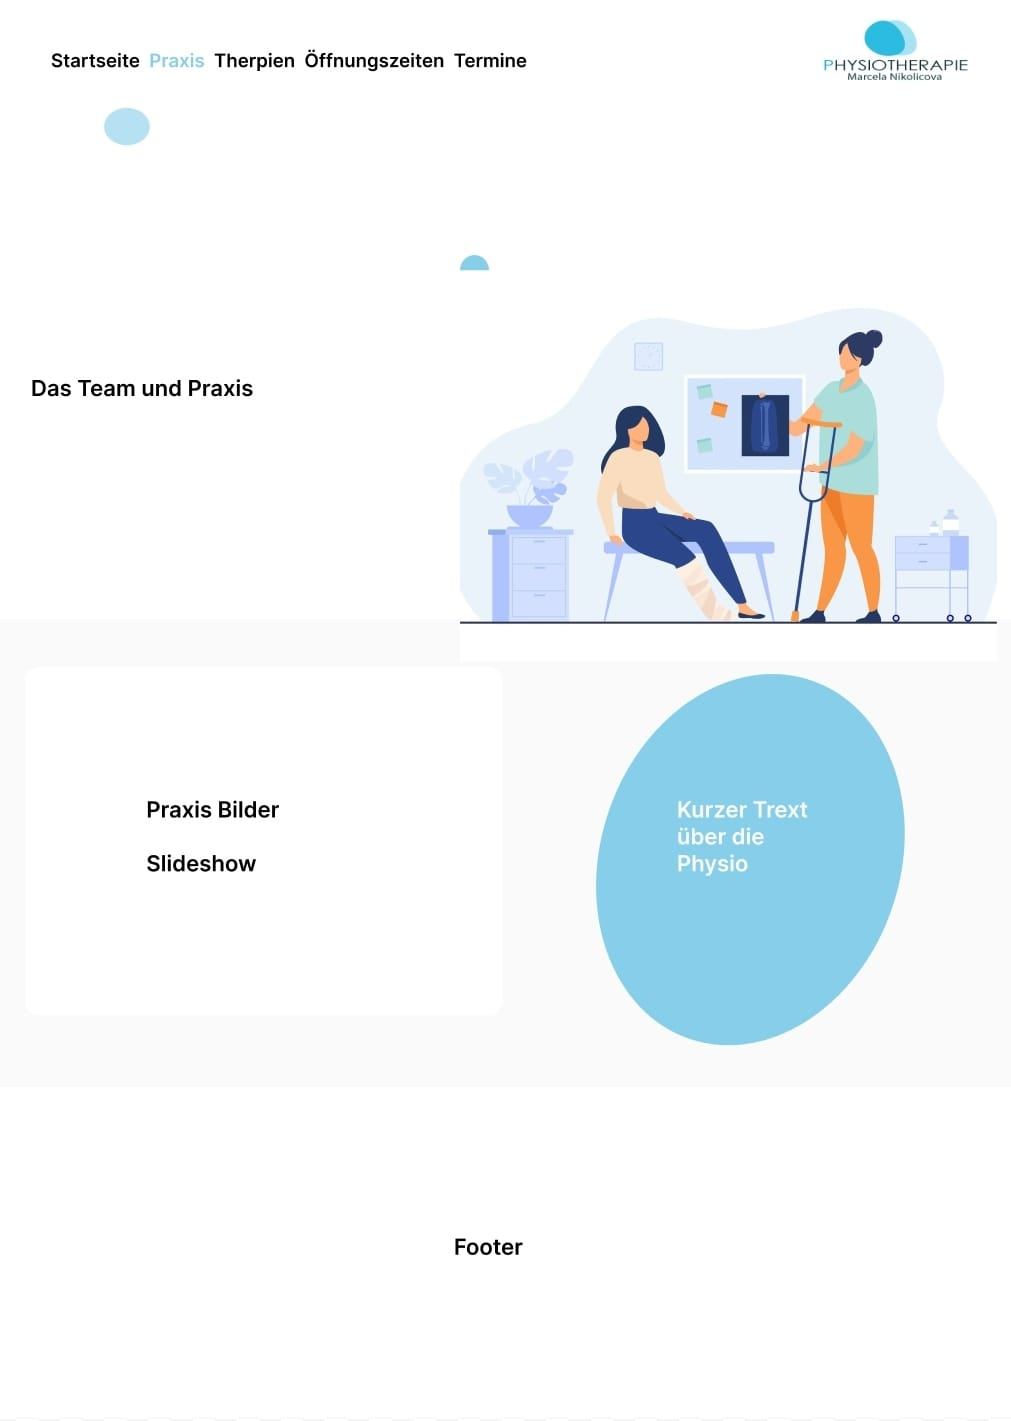 Startseite Praxis Therpien Öffnungszeiten Termine
PHYSIOTHERAPIE
Marcela Nikolicova
Das Team und Praxis
Praxis Bilder
Slideshow
Kurzer Trext
über die
Physio
Footer